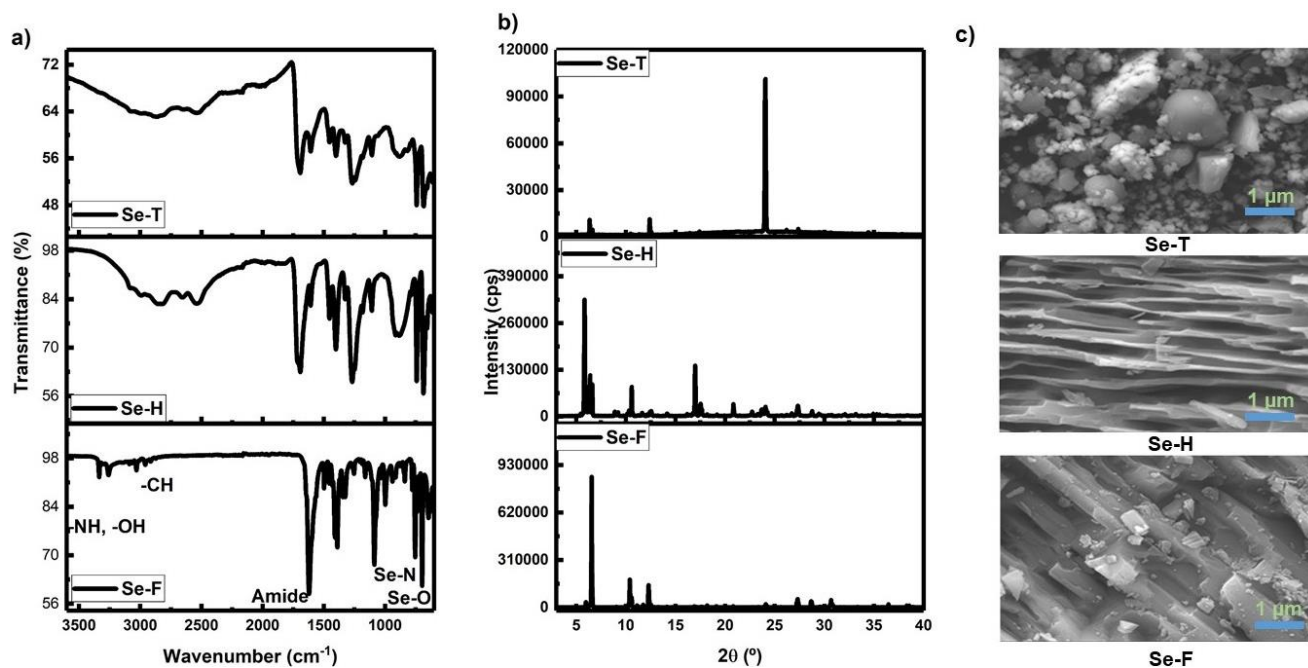 a)
72
64
56
48
Se-T
98
84
70
56
Se-H
98
84
70
56
-CH
-NH, -OH
Amide
Se-N
Se-O
Se-F
3500 3000 2500 2000 1500 1000
Wavenumber (cm⁻¹)
Transmittance (%)
b)
120000
90000
60000
30000
0
Se-T
390000
260000
130000
0
Se-H
930000
620000
310000
0
Se-F
5 10 15 20 25 30 35 40
2θ (º)
Intensity (cps)
c)
1 µm
Se-T
1 µm
Se-H
1 µm
Se-F